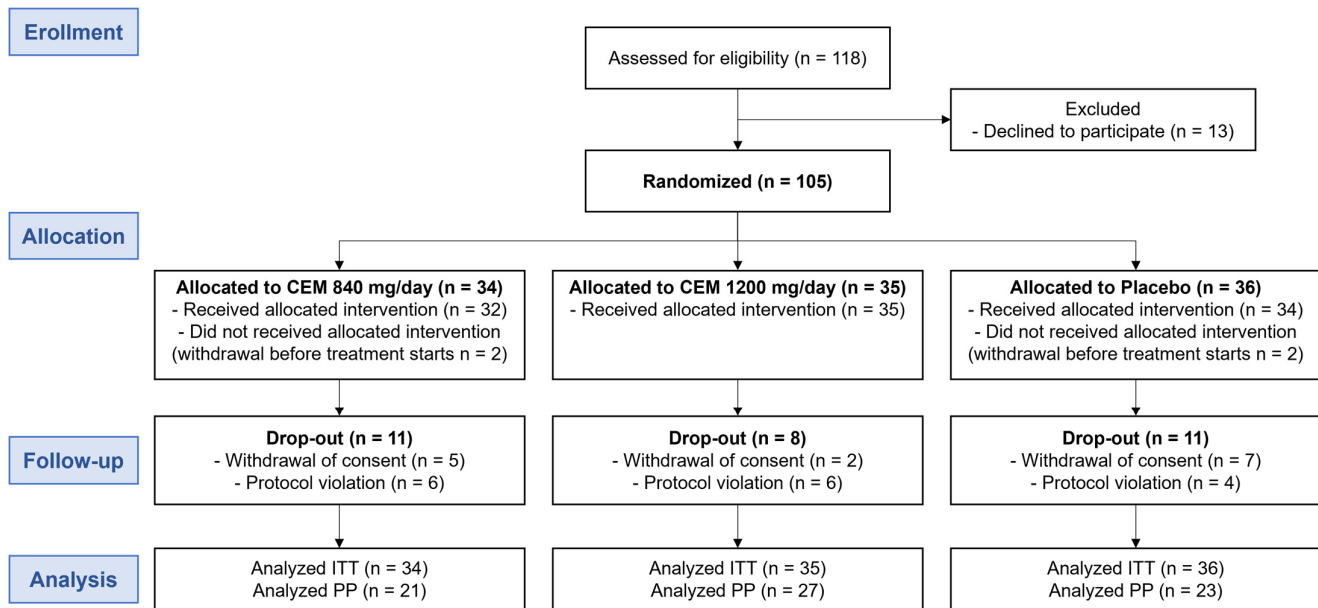 Erollment
Assessed for eligibility (n = 118)
Excluded
- Declined to participate (n = 13)
Randomized (n = 105)
Allocation
Allocated to CEM 840 mg/day (n = 34)
- Received allocated intervention (n = 32)
- Did not received allocated intervention
(withdrawal before treatment starts n = 2)
Allocated to CEM 1200 mg/day (n = 35)
- Received allocated intervention (n = 35)
Allocated to Placebo (n = 36)
- Received allocated intervention (n = 34)
- Did not received allocated intervention
(withdrawal before treatment starts n = 2)
Follow-up
Drop-out (n = 11)
- Withdrawal of consent (n = 5)
- Protocol violation (n = 6)
Drop-out (n = 8)
- Withdrawal of consent (n = 2)
- Protocol violation (n = 6)
Drop-out (n = 11)
- Withdrawal of consent (n = 7)
- Protocol violation (n = 4)
Analysis
Analyzed ITT (n = 34)
Analyzed PP (n = 21)
Analyzed ITT (n = 35)
Analyzed PP (n = 27)
Analyzed ITT (n = 36)
Analyzed PP (n = 23)